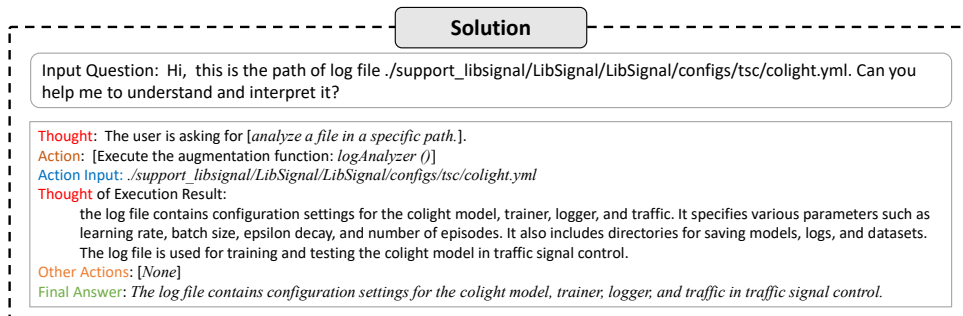 Solution
Input Question: Hi, this is the path of log file ./support_libsignal/LibSignal/LibSignal/configs/tsc/colight.yml. Can you
help me to understand and interpret it?
Thought: The user is asking for [analyze a file in a specific path.].
Action: [Execute the augmentation function: logAnalyzer ()]
Action Input: ./support_libsignal/LibSignal/LibSignal/configs/tsc/colight.yml
Thought of Execution Result:
the log file contains configuration settings for the colight model, trainer, logger, and traffic. It specifies various parameters such as
learning rate, batch size, epsilon decay, and number of episodes. It also includes directories for saving models, logs, and datasets.
The log file is used for training and testing the colight model in traffic signal control.
Other Actions: [None]
Final Answer: The log file contains configuration settings for the colight model, trainer, logger, and traffic in traffic signal control.